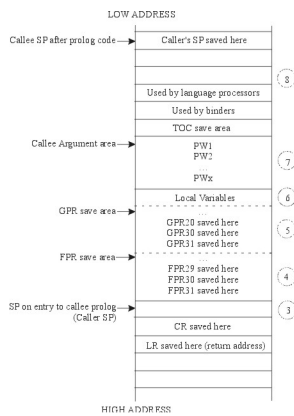 LOW ADDRESS
Callee SP after prolog code
Caller's SP saved here
8
Used by language processors
Used by binders
TOC save area
Callee Argument area
PW1
PW2
...
PWx
7
Local Variables
6
GPR save area
...
GPR20 saved here
GPR30 saved here
GPR31 saved here
5
FPR save area
...
FPR29 saved here
FPR30 saved here
FPR31 saved here
4
SP on entry to callee prolog
(Caller SP)
3
CR saved here
LR saved here (return address)
HIGH ADDRESS